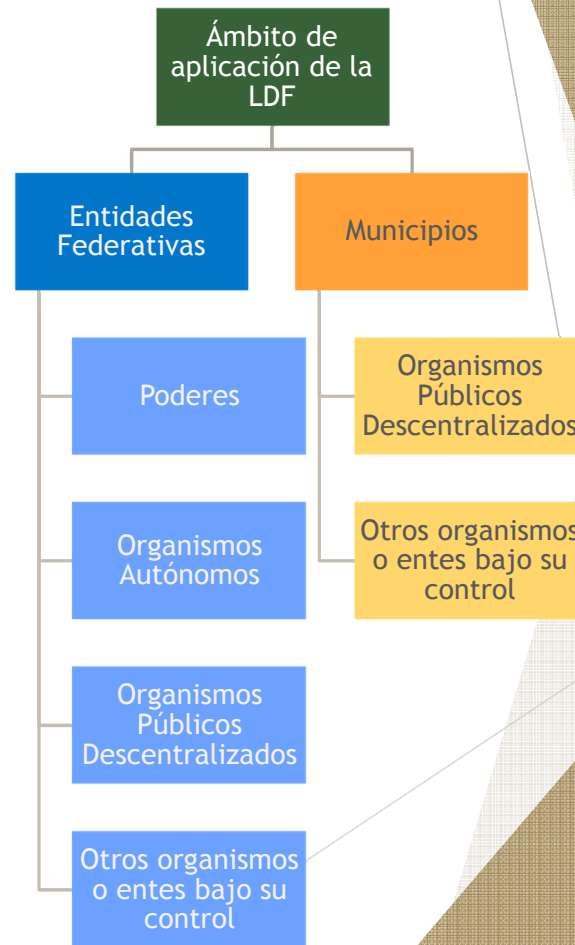 Ámbito de
aplicación de la
LDF
Entidades
Federativas
Municipios
Poderes
Organismos
Autónomos
Organismos
Públicos
Descentralizados
Otros organismos
o entes bajo su
control
Organismos
Públicos
Descentralizados
Otros organismos
o entes bajo su
control